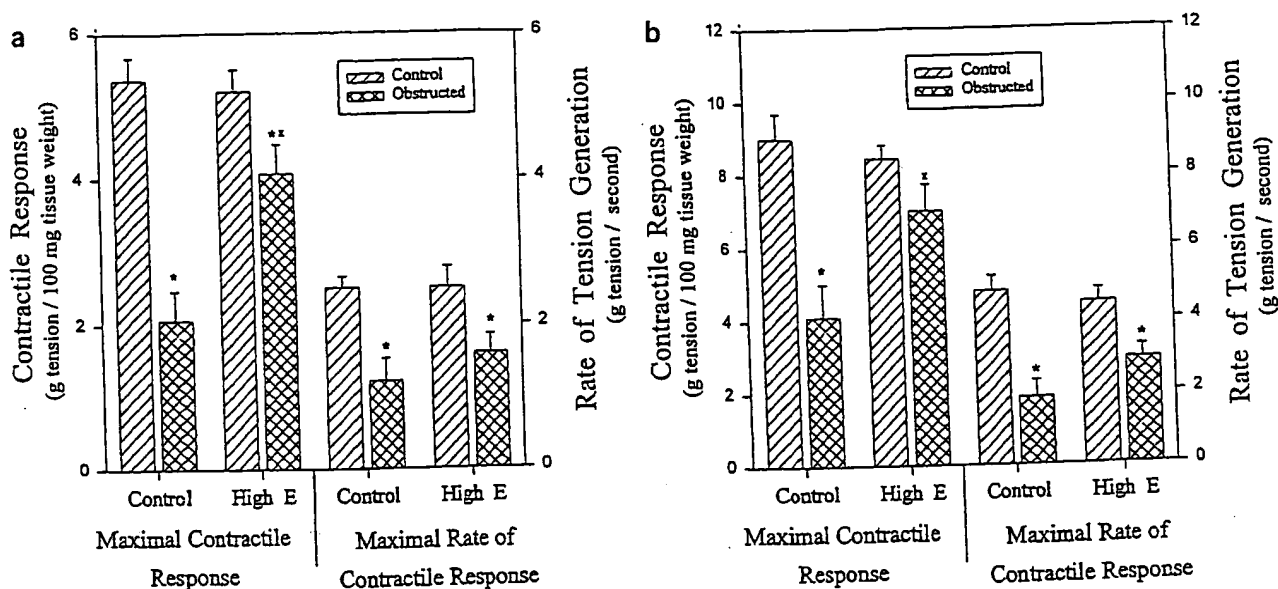 a
Contractile Response
(g tension / 100 mg tissue weight)
6
4
2
0
Control
Obstructed
*
**
*
*
6
4
2
0
Rate of Tension Generation
(g tension / second)
Control
High E
Control
High E
Maximal Contractile
Response
Maximal Rate of
Contractile Response
b
Contractile Response
(g tension / 100 mg tissue weight)
12
10
8
6
4
2
0
Control
Obstructed
*
x
*
*
12
10
8
6
4
2
0
Rate of Tension Generation
(g tension / second)
Control
High E
Control
High E
Maximal Contractile
Response
Maximal Rate of
Contractile Response